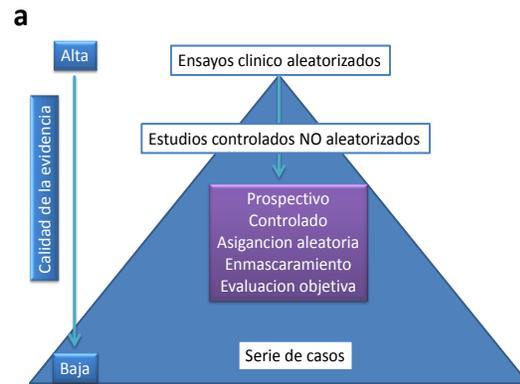 a
Alta
Ensayos clinico aleatorizados
Calidad de la evidencia
Estudios controlados NO aleatorizados
Prospectivo
Controlado
Asigancion aleatoria
Enmascaramiento
Evaluacion objetiva
Serie de casos
Baja